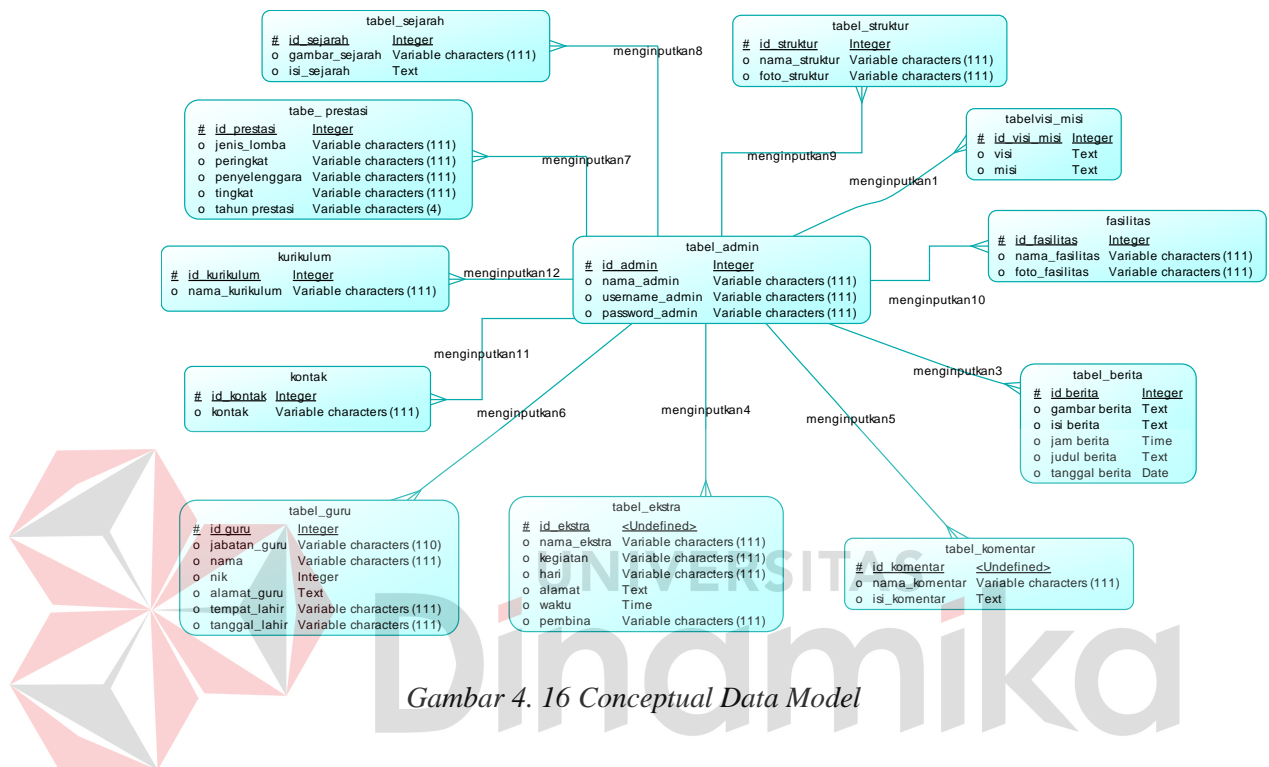 tabel_sejarah
# id_sejarah Integer
o gambar_sejarah Variable characters (111)
o isi_sejarah Text
menginputkan8
tabel_struktur
# id_struktur Integer
o nama_struktur Variable characters (111)
o foto_struktur Variable characters (111)
tabe_ prestasi
# id_prestasi Integer
o jenis_lomba Variable characters (111)
o peringkat Variable characters (111)
o penyelenggara Variable characters (111)
o tingkat Variable characters (111)
o tahun prestasi Variable characters (4)
menginputkan7
menginputkan9
tabelvisi_misi
# id_visi_misi Integer
o visi Text
o misi Text
menginputkan1
fasilitas
# id_fasilitas Integer
o nama_fasilitas Variable characters (111)
o foto_fasilitas Variable characters (111)
menginputkan10
kurikulum
# id_kurikulum Integer
o nama_kurikulum Variable characters (111)
menginputkan12
tabel_admin
# id_admin Integer
o nama_admin Variable characters (111)
o username_admin Variable characters (111)
o password_admin Variable characters (111)
menginputkan11
kontak
# id_kontak Integer
o kontak Variable characters (111)
menginputkan6
menginputkan4
menginputkan5
menginputkan3
tabel_berita
# id berita Integer
o gambar berita Text
o isi berita Text
o jam berita Time
o judul berita Text
o tanggal berita Date
tabel_guru
# id guru Integer
o jabatan_guru Variable characters (110)
o nama Variable characters (111)
o nik Integer
o alamat_guru Text
o tempat_lahir Variable characters (111)
o tanggal_lahir Variable characters (111)
tabel_ekstra
# id_ekstra <Undefined>
o nama_ekstra Variable characters (111)
o kegiatan Variable characters (111)
o hari Variable characters (111)
o alamat Text
o waktu Time
o pembina Variable characters (111)
tabel_komentar
# id_komentar <Undefined>
o nama_komentar Variable characters (111)
o isi_komentar Text
UNIVERSITAS
Dinamika
Gambar 4. 16 Conceptual Data Model